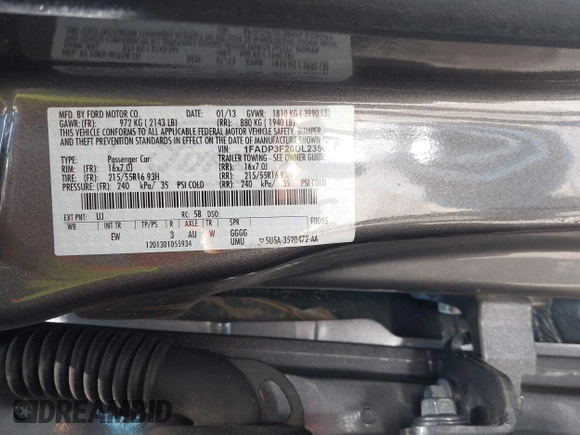 MFD. BY FORD MOTOR CO.
DATE: 01/13 GVWR: 1810 KG ( 3990 LB)
GAWR: (FR): 972 KG ( 2143 LB) (RR): 880 KG ( 1940 LB)
THIS VEHICLE CONFORMS TO ALL APPLICABLE FEDERAL MOTOR VEHICLE SAFETY, BUMPER,
AND THEFT PREVENTION STANDARDS IN EFFECT ON THE DATE OF MANUFACTURE
VIN: 1FADP3F20DL235
TYPE: Passenger Car TRAILER TOWING - SEE OWNER GUIDE
RIM: (FR) 16x7.0J (RR): 16x7.0J
TIRE: (FR) 215/55R16 93H (RR): 215/55R16 93H
PRESSURE: (FR) 240 kPa/ 35 PSI COLD (RR): 240 kPa/ 35 PSI COLD
EXT PNT: UJ RC: 5B DSO: F0095
INT TR TP/PS R AXLE TR SPR
EW 3 AU W GGGG
1201301055934 UMU 5U5A-3520472-AA
DREAMBID